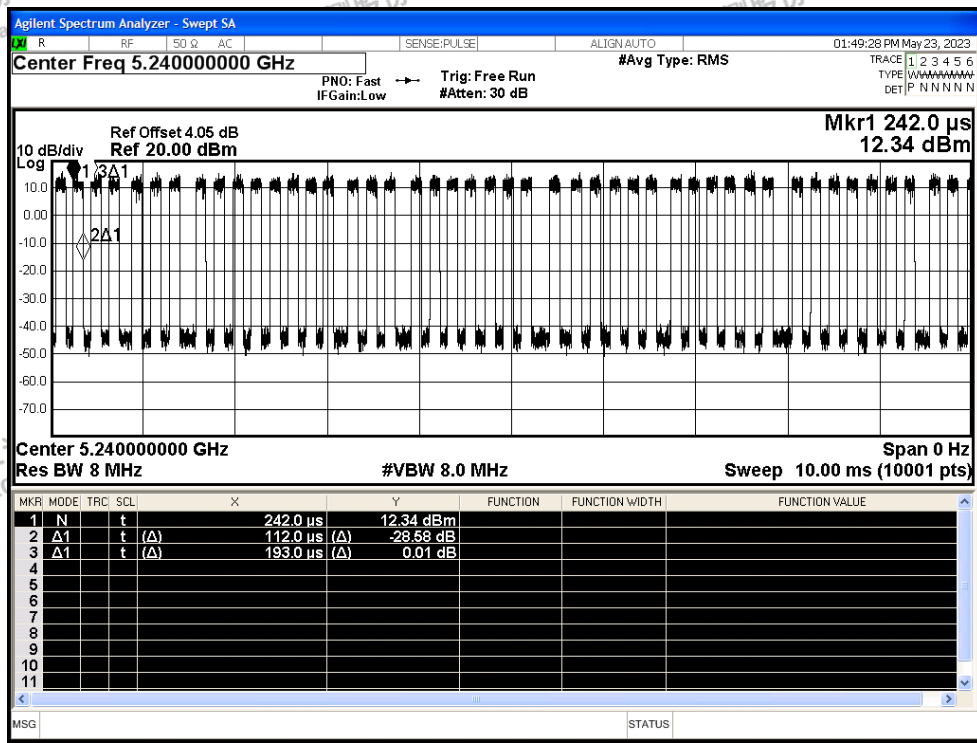 Agilent Spectrum Analyzer - Swept SA
LXI R RF 50 Ω AC SENSE:PULSE ALIGN AUTO 01:49:28 PM May 23, 2023
Center Freq 5.240000000 GHz #Avg Type: RMS TRACE 1 2 3 4 5 6
PNO: Fast Trig: Free Run TYPE WWWWWW
IFGain:Low #Atten: 30 dB DET P N N N N N
Mkr1 242.0 µs
Ref Offset 4.05 dB
10 dB/div Ref 20.00 dBm 12.34 dBm
Log
1 3Δ1
10.0
0.00
2Δ1
-10.0
-20.0
-30.0
-40.0
-50.0
-60.0
-70.0
Center 5.240000000 GHz Span 0 Hz
Res BW 8 MHz #VBW 8.0 MHz Sweep 10.00 ms (10001 pts)
MKR MODE TRC SCL X Y FUNCTION FUNCTION WIDTH FUNCTION VALUE
1 N t 242.0 µs 12.34 dBm
2 Δ1 t (Δ) 112.0 µs (Δ) -28.58 dB
3 Δ1 t (Δ) 193.0 µs (Δ) 0.01 dB
4
5
6
7
8
9
10
11
MSG STATUS